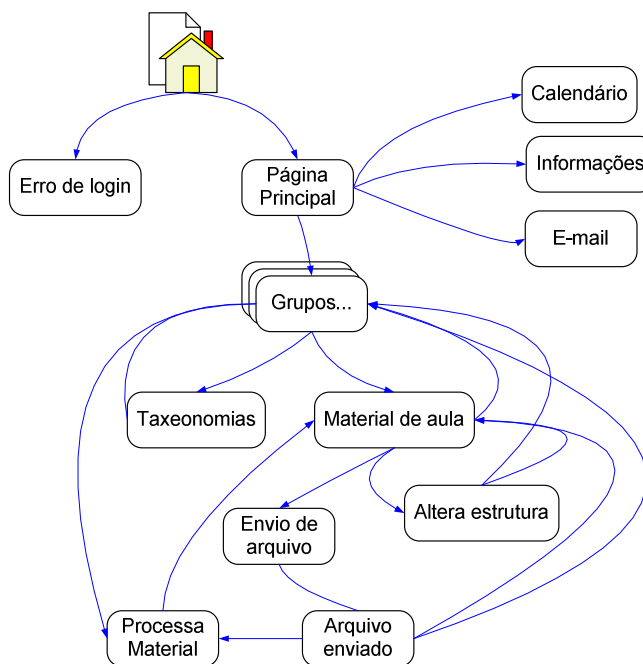 Calendário
Informações
E-mail
Erro de login
Página
Principal
Grupos...
Taxeonomias
Material de aula
Altera estrutura
Envio de
arquivo
Processa
Material
Arquivo
enviado